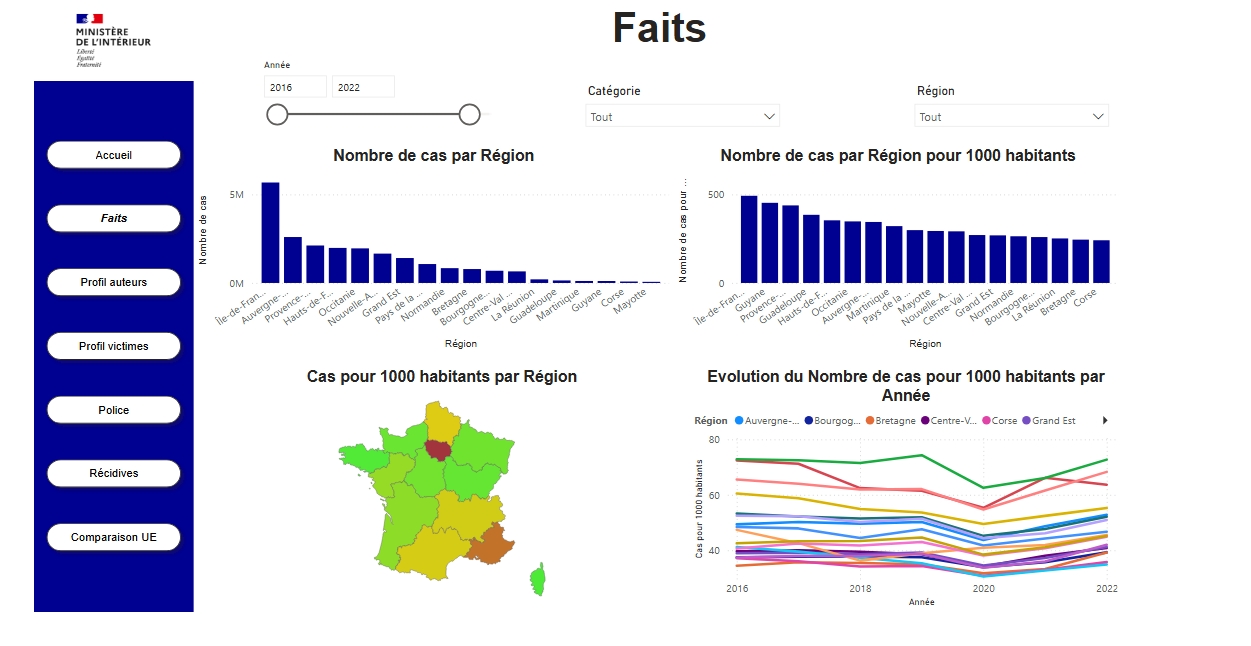 MINISTÈRE
DE L'INTÉRIEUR
Liberté
Égalité
Fraternité
Faits
Année
2016
2022
Catégorie
Tout
Région
Tout
Accueil
Faits
Profil auteurs
Profil victimes
Police
Récidives
Comparaison UE
Nombre de cas par Région
Nombre de cas
5M
0M
Île-de-Fran...
Auvergne-...
Provence-...
Hauts-de-F...
Occitanie
Nouvelle-A...
Grand Est
Pays de la ...
Normandie
Bretagne
Bourgogne...
Centre-Val ...
La Réunion
Guadeloupe
Martinique
Guyane
Corse
Mayotte
Région
Nombre de cas par Région pour 1000 habitants
Nombre de cas pour ...
500
0
Île-de-Fran...
Guyane
Provence-...
Guadeloupe
Hauts-de-F...
Occitanie
Auvergne-...
Martinique
Pays de la ...
Mayotte
Nouvelle-A...
Centre-Val ...
Grand Est
Normandie
Bourgogne...
La Réunion
Bretagne
Corse
Région
Cas pour 1000 habitants par Région
Evolution du Nombre de cas pour 1000 habitants par
Année
Région Auvergne-... Bourgog... Bretagne Centre-V... Corse Grand Est
Cas pour 1000 habitants
80
60
40
2016 2018 2020 2022
Année